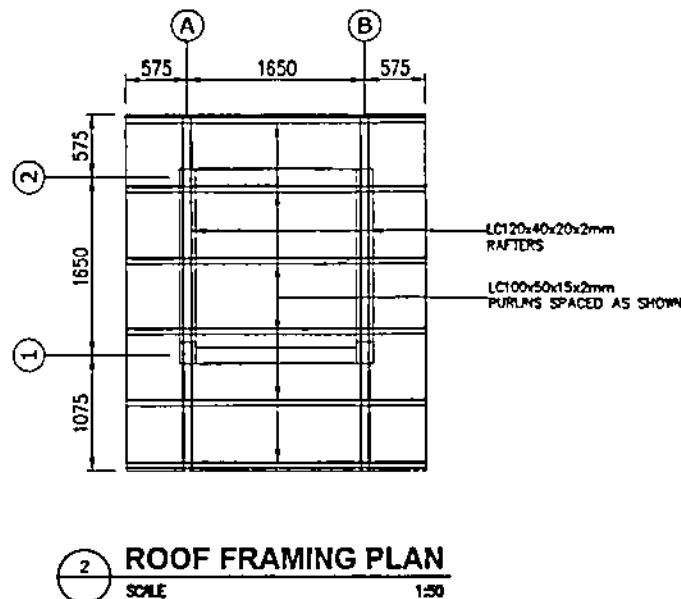 A B
575 1650 575
575
2
1650
LC120x40x20x2mm
RAFTERS
LC100x50x15x2mm
PURLINS SPACED AS SHOWN
1
1075
2 ROOF FRAMING PLAN
SCALE 1:50